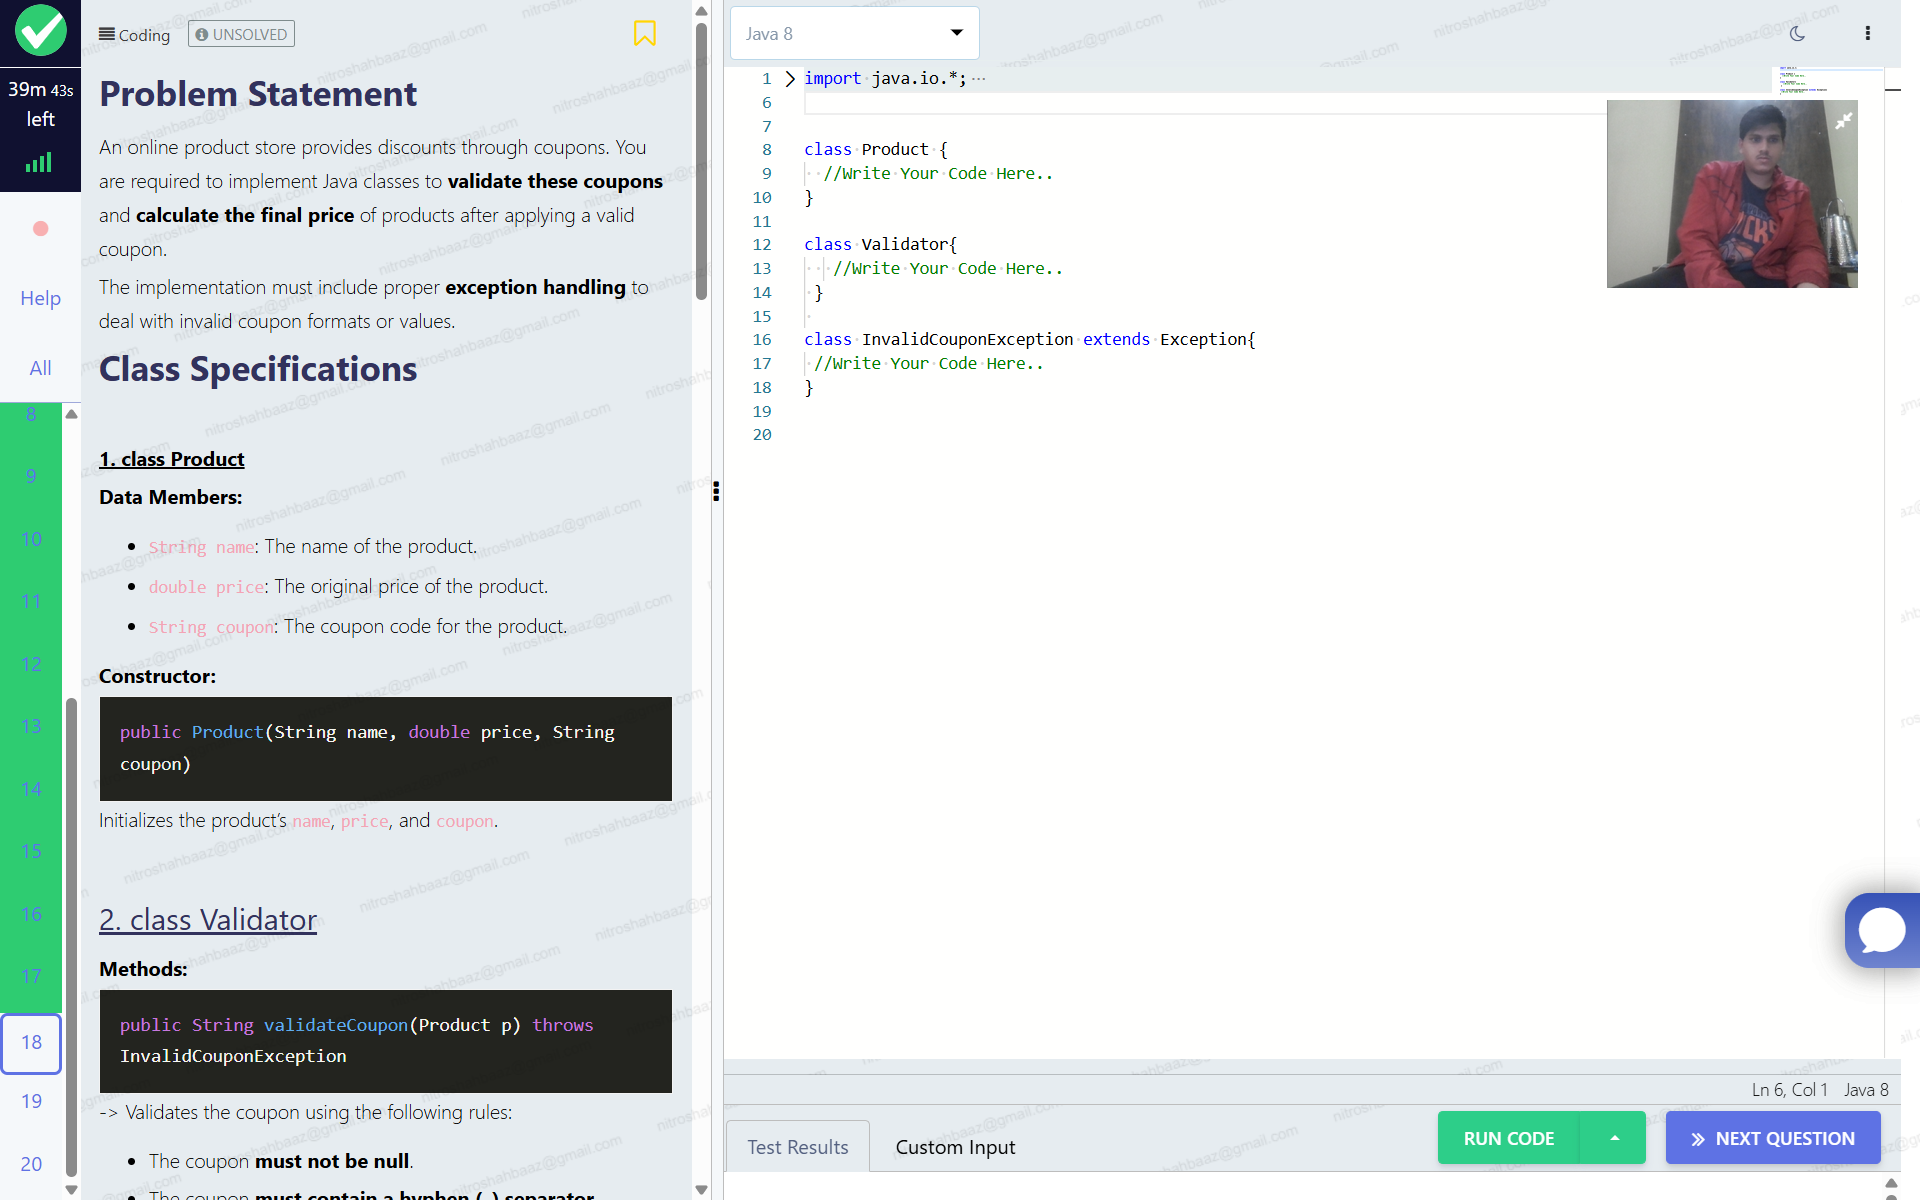 39m 43s
left
Help
All
8
9
10
11
12
13
14
15
16
17
18
19
20
Coding
UNSOLVED
Problem Statement
An online product store provides discounts through coupons. You
are required to implement Java classes to validate these coupons
and calculate the final price of products after applying a valid
coupon.
The implementation must include proper exception handling to
deal with invalid coupon formats or values.
Class Specifications
1. class Product
Data Members:
String name: The name of the product.
double price: The original price of the product.
String coupon: The coupon code for the product.
Constructor:
public Product(String name, double price, String
coupon)
Initializes the product's name, price, and coupon.
2. class Validator
Methods:
public String validateCoupon(Product p) throws
InvalidCouponException
-> Validates the coupon using the following rules:
The coupon must not be null.
The coupon must contain a hyphen (-) separator
Java 8
1 import java.io.*; ...
6
7
8 class Product {
9 //Write Your Code Here..
10 }
11
12 class Validator{
13 //Write Your Code Here..
14 }
15
16 class InvalidCouponException extends Exception{
17 //Write Your Code Here..
18 }
19
20
Ln 6, Col 1 Java 8
Test Results
Custom Input
RUN CODE
NEXT QUESTION
nitroshahbaaz@gmail.com